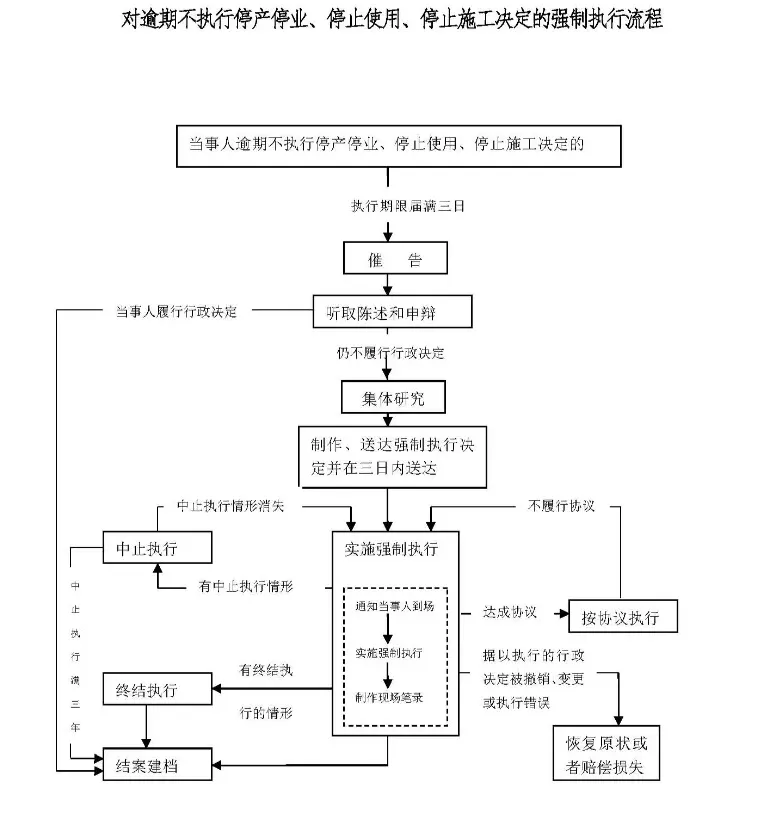 对逾期不执行停产停业、停止使用、停止施工决定的强制执行流程
当事人逾期不执行停产停业、停止使用、停止施工决定的
执行期限届满三日
催 告
当事人履行行政决定
听取陈述和申辩
仍不履行行政决定
集体研究
制作、送达强制执行决
定并在三日内送达
中止执行情形消失
不履行协议
中止执行
实施强制执行
有中止执行情形
通知当事人到场
达成协议
按协议执行
中止执行满三年
实施强制执行
据以执行的行政
决定被撤销、变更
或执行错误
有终结执
行的情形
终结执行
制作现场笔录
结案建档
恢复原状或
者赔偿损失